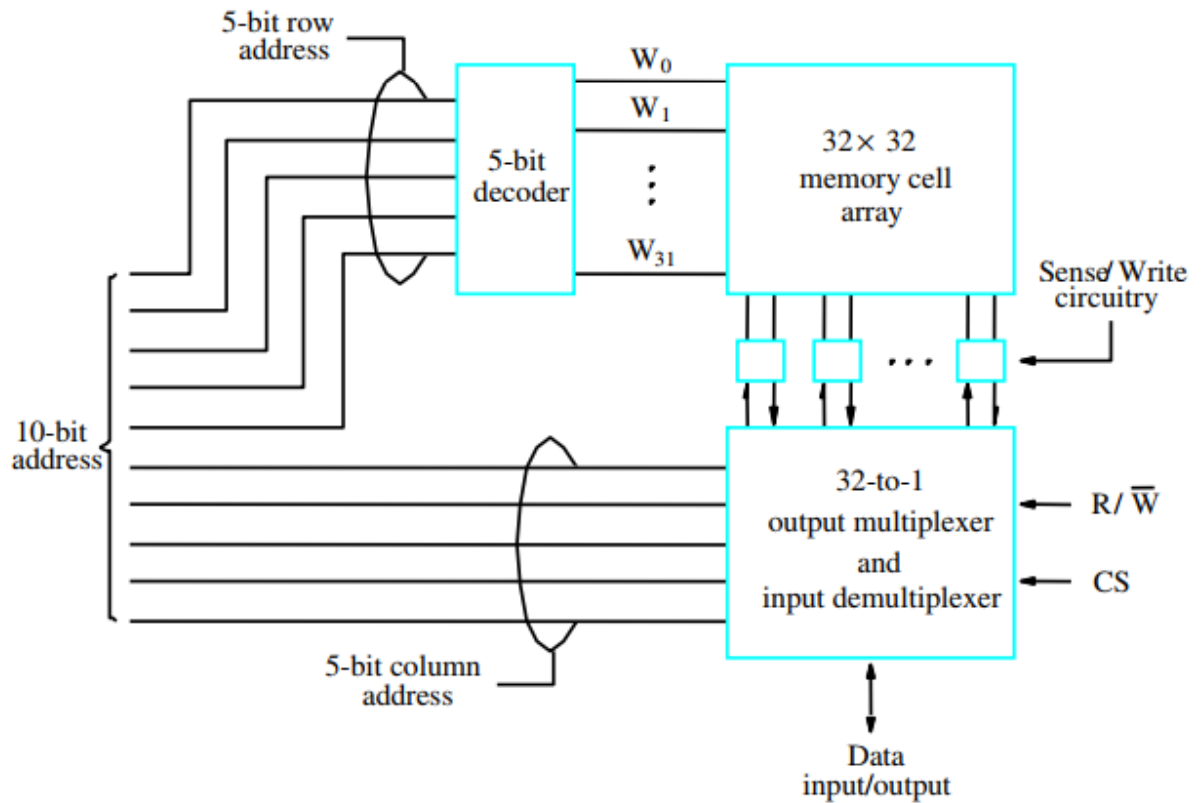 5-bit row
address
W0
W1
5-bit
decoder
W31
32× 32
memory cell
array
Sense/ Write
circuitry
10-bit
address
32-to-1
output multiplexer
and
input demultiplexer
R/ W̅
CS
5-bit column
address
Data
input/output